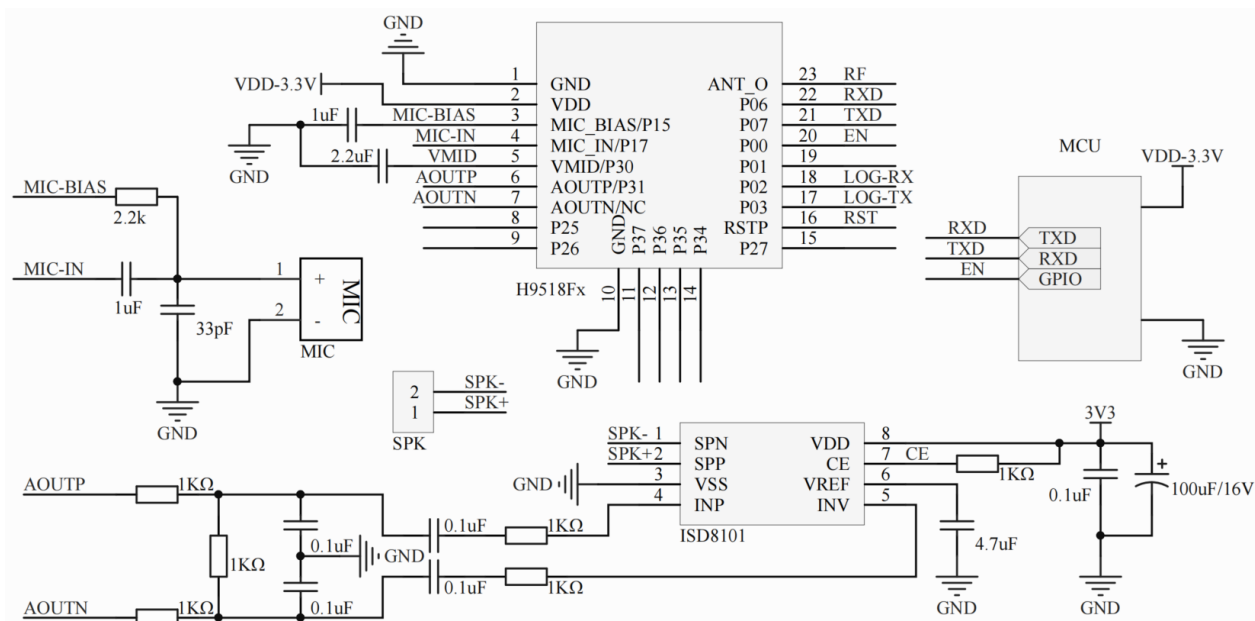 GND
VDD-3.3V
1uF
MIC-BIAS
MIC-IN
2.2uF
VMID
AOUTP
AOUTN
GND
1 GND
2 VDD
3 MIC_BIAS/P15
4 MIC_IN/P17
5 VMID/P30
6 AOUTP/P31
7 AOUTN/NC
8 P25
9 P26
ANT_O 23 RF
P06 22 RXD
P07 21 TXD
P00 20 EN
P01 19
P02 18 LOG-RX
P03 17 LOG-TX
RSTP 16 RST
P27 15
GND P37 P36 P35 P34
10 11 12 13 14
H9518Fx
GND
MCU
VDD-3.3V
RXD TXD
TXD RXD
EN GPIO
GND
MIC-BIAS
2.2k
MIC-IN
1uF
33pF
1 +
2 -
MIC
MIC
GND
2 SPK-
1 SPK+
SPK
SPK- 1 SPN
SPK+ 2 SPP
GND 3 VSS
4 INP
VDD 8
CE 7 CE
VREF 6
INV 5
ISD8101
3V3
1KΩ
0.1uF
+
100uF/16V
4.7uF
GND
GND
AOUTP
1KΩ
0.1uF
1KΩ
0.1uF
GND
1KΩ
0.1uF
1KΩ
AOUTN
1KΩ
0.1uF